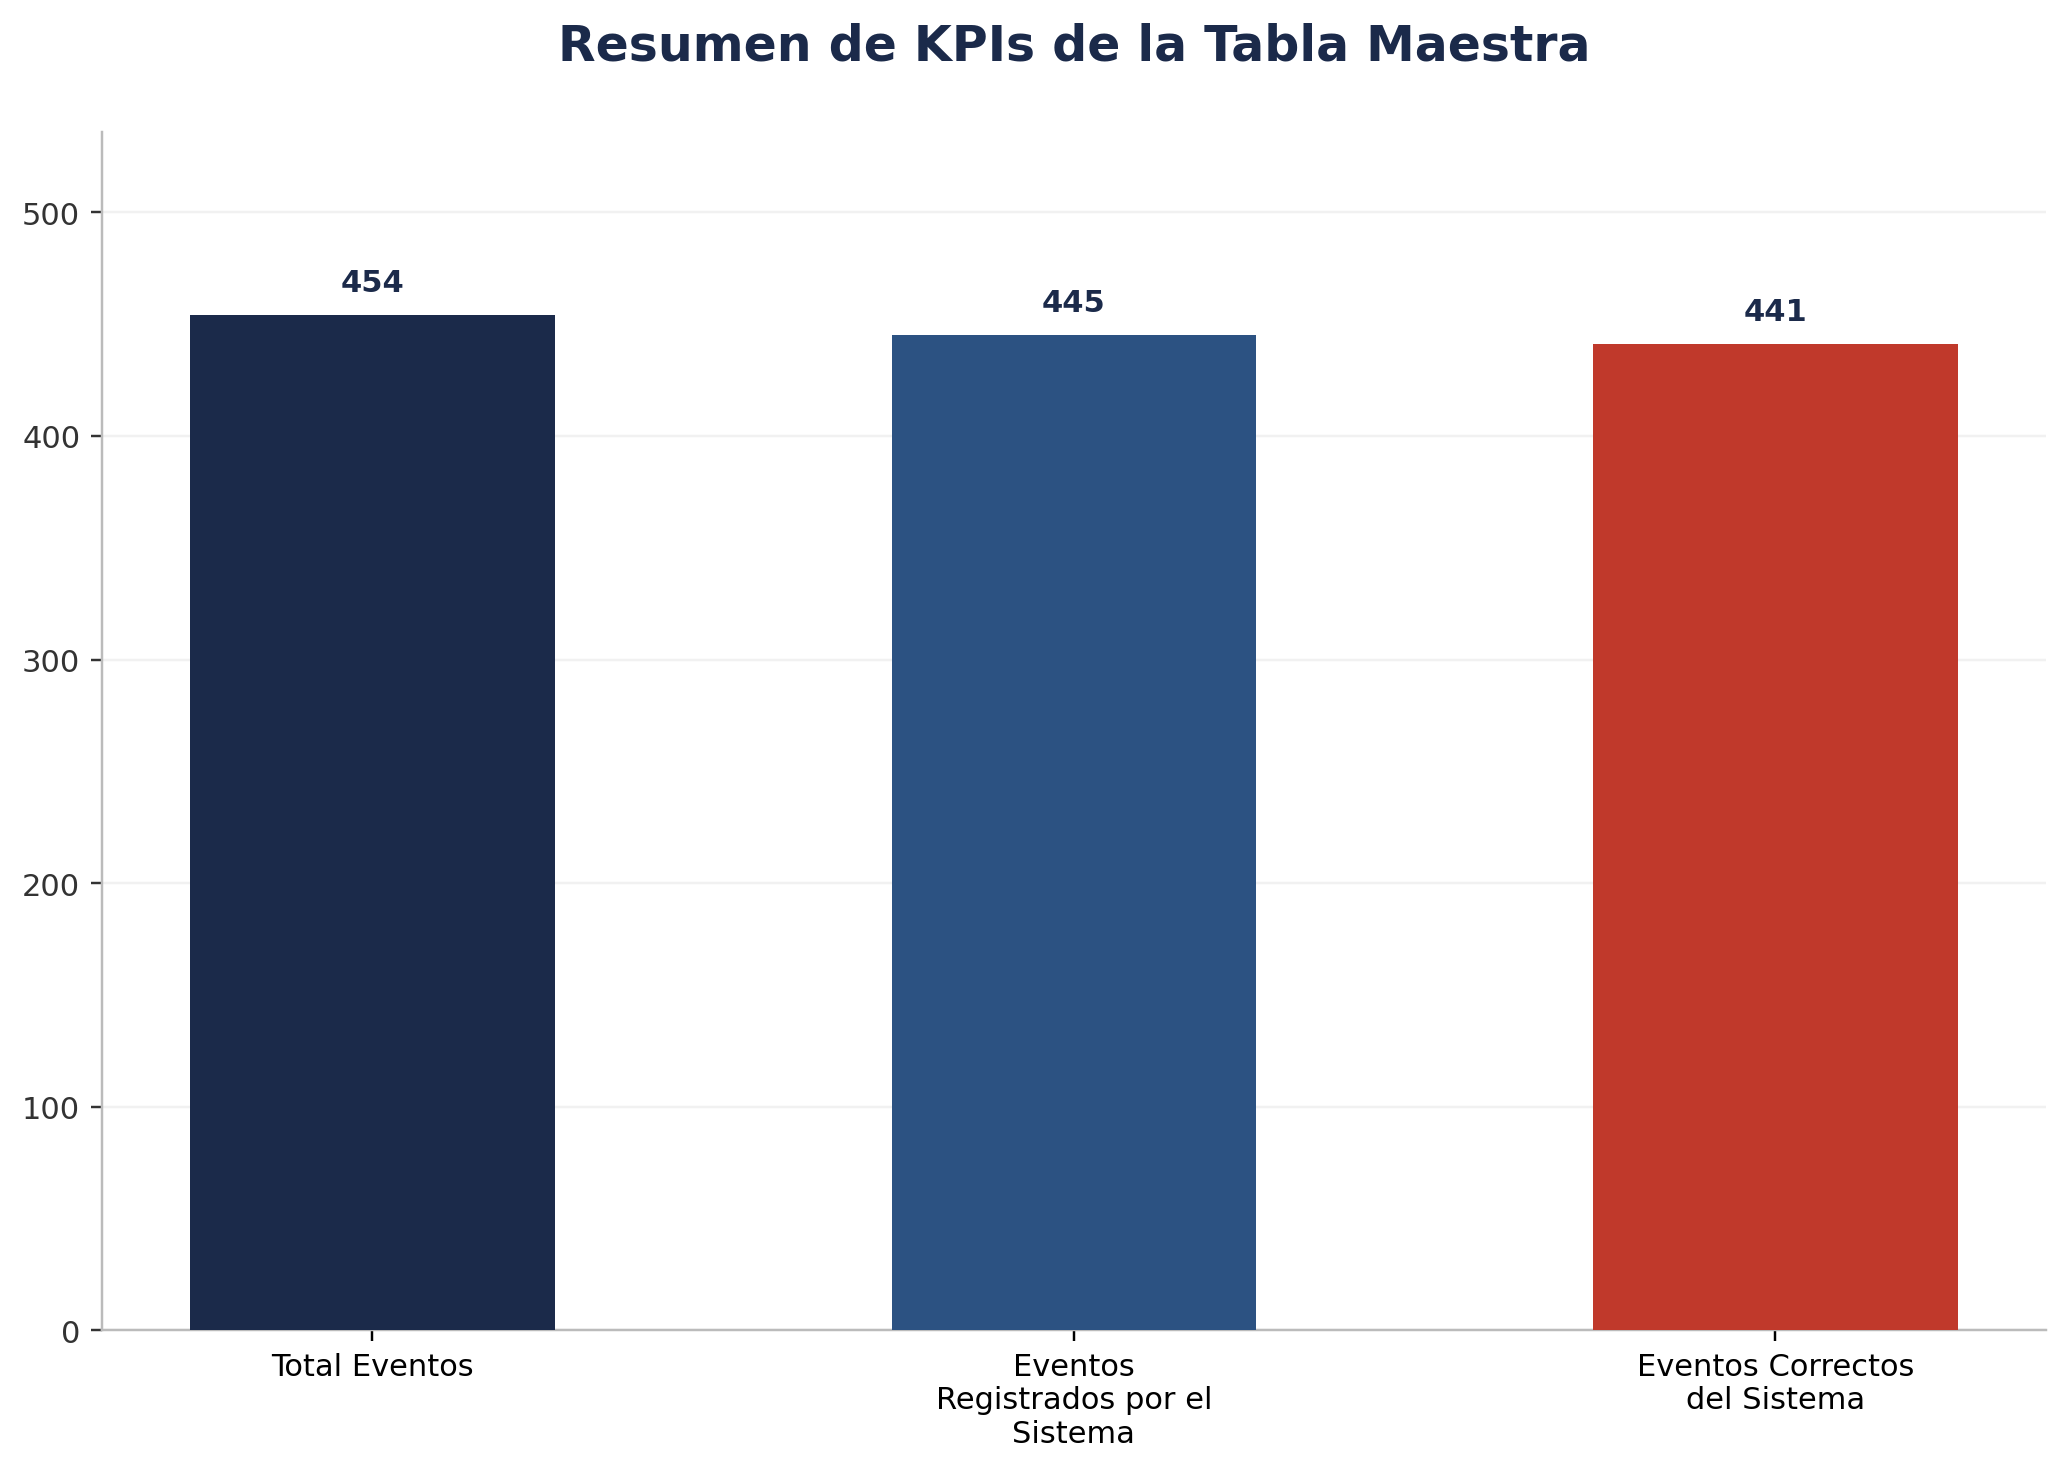 Resumen de KPIs de la Tabla Maestra
500
400
300
200
100
0
454
445
441
Total Eventos
Eventos
Registrados por el
Sistema
Eventos Correctos
del Sistema